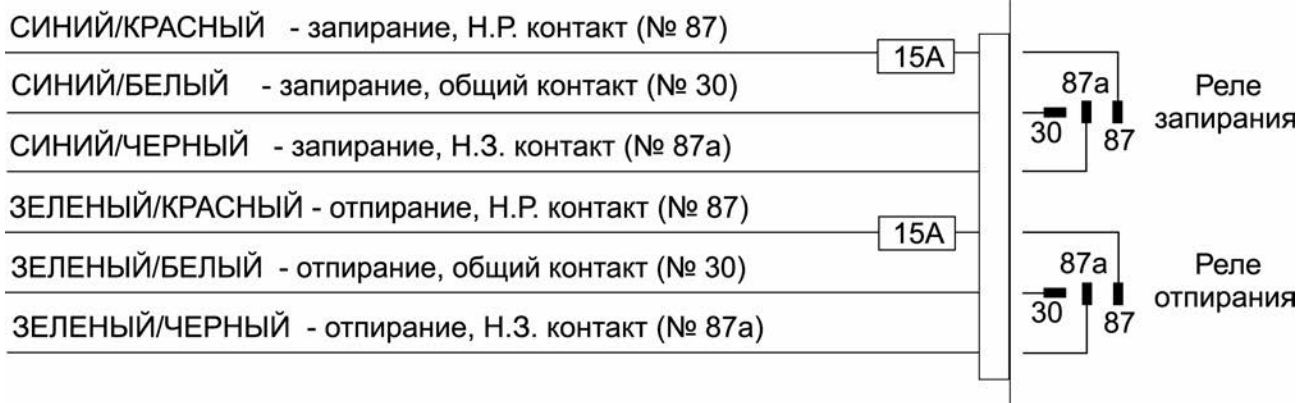 СИНИЙ/КРАСНЫЙ - запирание, Н.Р. контакт (№ 87)
15А
СИНИЙ/БЕЛЫЙ - запирание, общий контакт (№ 30)
СИНИЙ/ЧЕРНЫЙ - запирание, Н.З. контакт (№ 87а)
87а
30
87
Реле
запирания
ЗЕЛЕНЫЙ/КРАСНЫЙ - отпирание, Н.Р. контакт (№ 87)
15А
ЗЕЛЕНЫЙ/БЕЛЫЙ - отпирание, общий контакт (№ 30)
ЗЕЛЕНЫЙ/ЧЕРНЫЙ - отпирание, Н.З. контакт (№ 87а)
87а
30
87
Реле
отпирания